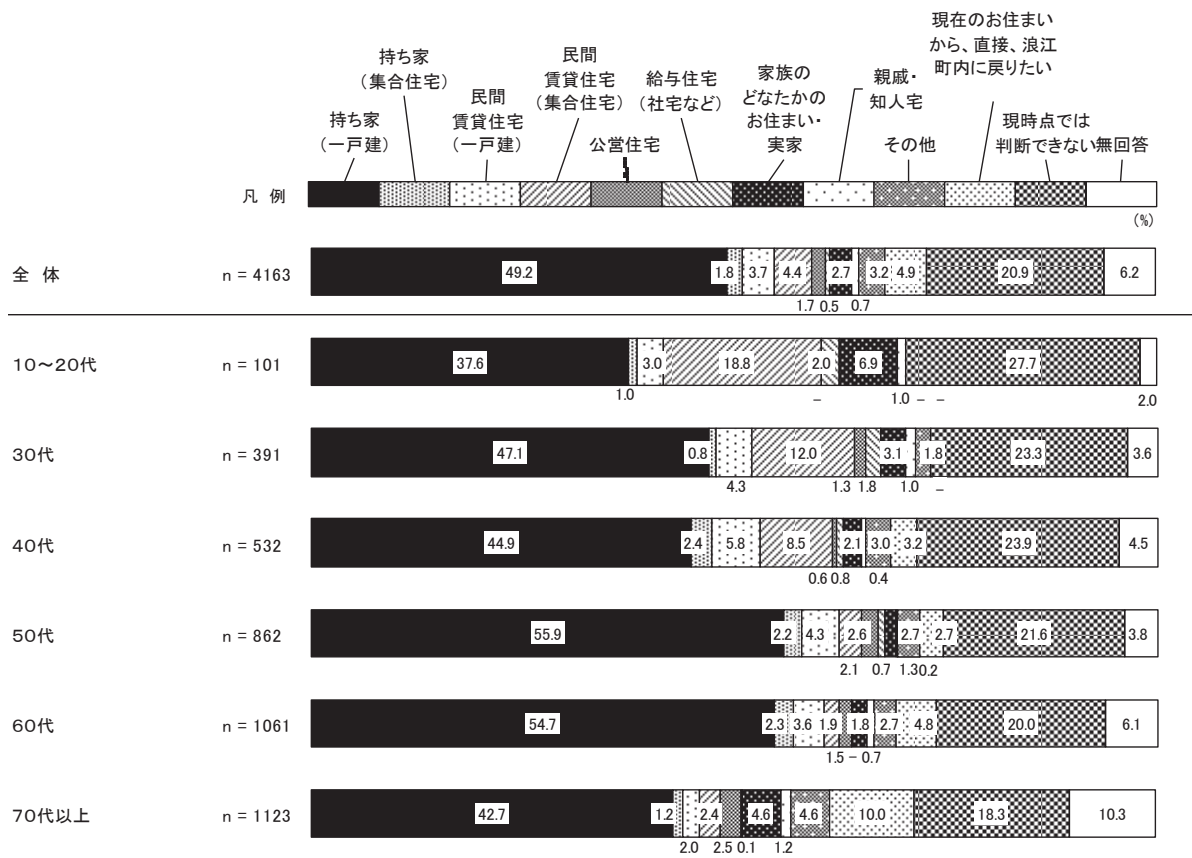 現在のお住まい
から、直接、浪江
町内に戻りたい
持ち家
（集合住宅）
民間
賃貸住宅
（集合住宅）
給与住宅
（社宅など）
家族の
どなたかの
お住まい・
実家
親戚・
知人宅
持ち家
（一戸建）
民間
賃貸住宅
（一戸建）
公営住宅
その他
現時点では
判断できない
無回答
凡 例
(%)
全 体 n = 4163 49.2 1.8 3.7 4.4 2.7 3.2 4.9 20.9 6.2
1.7 0.5 0.7
10～20代 n = 101 37.6 3.0 18.8 2.0 6.9 27.7
1.0 – 1.0 – – 2.0
30代 n = 391 47.1 0.8 12.0 3.1 1.8 23.3 3.6
4.3 1.3 1.8 1.0 –
40代 n = 532 44.9 2.4 5.8 8.5 2.1 3.0 3.2 23.9 4.5
0.6 0.8 0.4
50代 n = 862 55.9 2.2 4.3 2.6 2.7 2.7 21.6 3.8
2.1 0.7 1.3 0.2
60代 n = 1061 54.7 2.3 3.6 1.9 1.8 2.7 4.8 20.0 6.1
1.5 – 0.7
70代以上 n = 1123 42.7 1.2 2.4 4.6 4.6 10.0 18.3 10.3
2.0 2.5 0.1 1.2